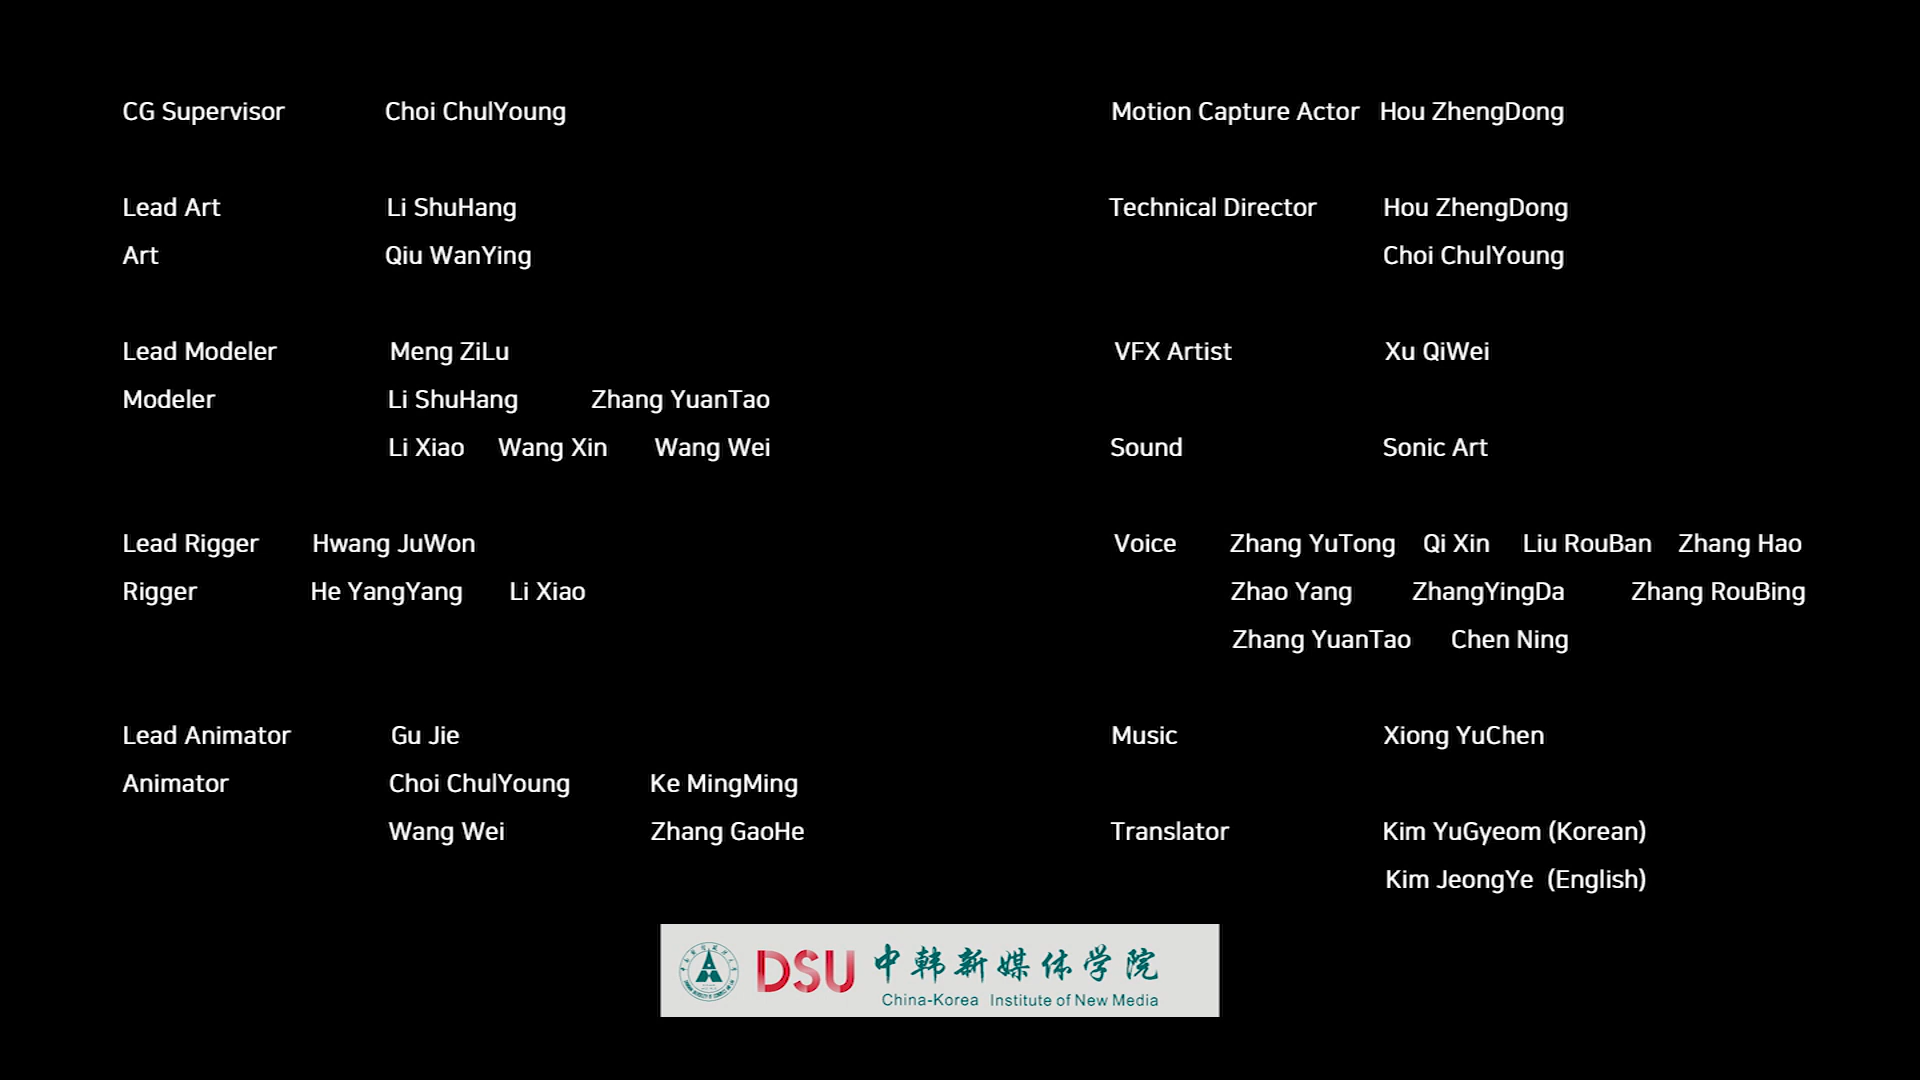 CG Supervisor Choi ChulYoung
Lead Art Li ShuHang
Art Qiu WanYing
Lead Modeler Meng ZiLu
Modeler Li ShuHang Zhang YuanTao
Li Xiao Wang Xin Wang Wei
Lead Rigger Hwang JuWon
Rigger He YangYang Li Xiao
Lead Animator Gu Jie
Animator Choi ChulYoung Ke MingMing
Wang Wei Zhang GaoHe
Motion Capture Actor Hou ZhengDong
Technical Director Hou ZhengDong
Choi ChulYoung
VFX Artist Xu QiWei
Sound Sonic Art
Voice Zhang YuTong Qi Xin Liu RouBan Zhang Hao
Zhao Yang ZhangYingDa Zhang RouBing
Zhang YuanTao Chen Ning
Music Xiong YuChen
Translator Kim YuGyeom (Korean)
Kim JeongYe (English)
DSU 中韩新媒体学院
China-Korea Institute of New Media